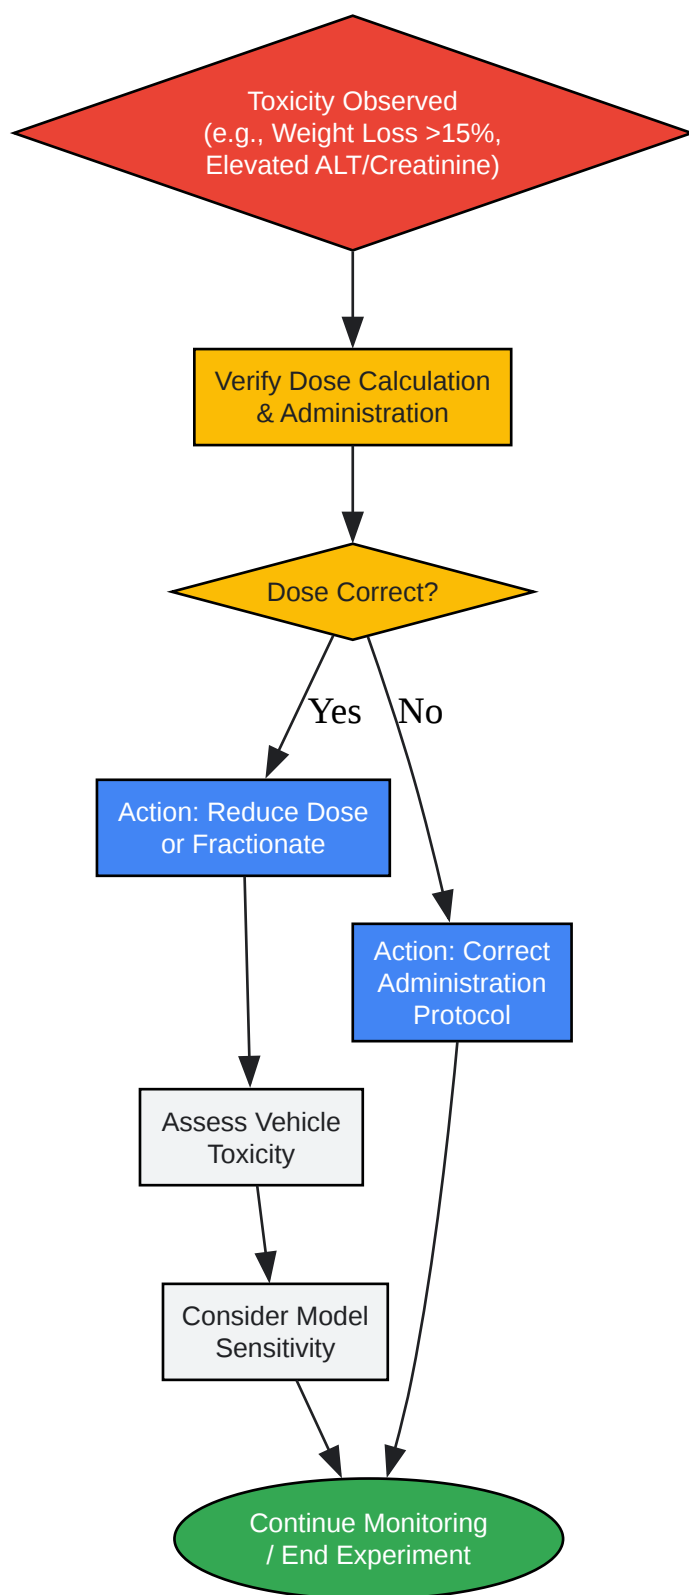 Toxicity Observed
(e.g., Weight Loss >15%,
Elevated ALT/Creatinine)
Verify Dose Calculation
& Administration
Dose Correct?
Yes
No
Action: Reduce Dose
or Fractionate
Action: Correct
Administration
Protocol
Assess Vehicle
Toxicity
Consider Model
Sensitivity
Continue Monitoring
/ End Experiment